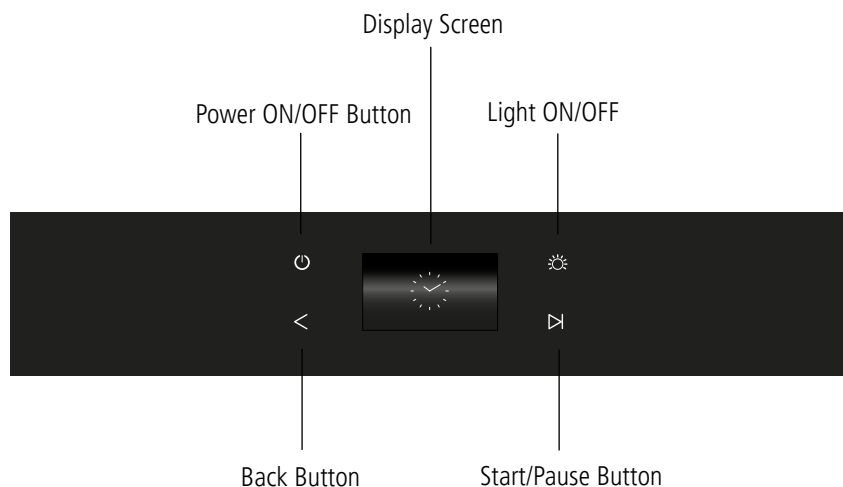 Display Screen
Power ON/OFF Button
Light ON/OFF
Back Button
Start/Pause Button